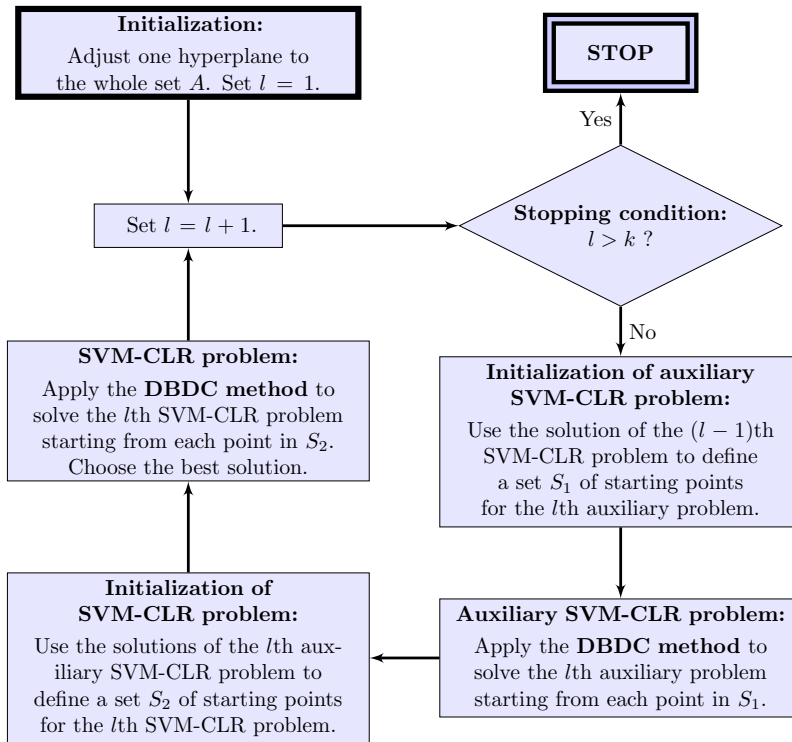 Initialization:
Adjust one hyperplane to
the whole set A. Set l = 1.
STOP
Yes
Set l = l + 1.
Stopping condition:
l > k ?
No
SVM-CLR problem:
Apply the DBDC method to
solve the lth SVM-CLR problem
starting from each point in S₂.
Choose the best solution.
Initialization of auxiliary
SVM-CLR problem:
Use the solution of the (l − 1)th
SVM-CLR problem to define
a set S₁ of starting points
for the lth auxiliary problem.
Initialization of
SVM-CLR problem:
Use the solutions of the lth aux-
iliary SVM-CLR problem to
define a set S₂ of starting points
for the lth SVM-CLR problem.
Auxiliary SVM-CLR problem:
Apply the DBDC method to
solve the lth auxiliary problem
starting from each point in S₁.